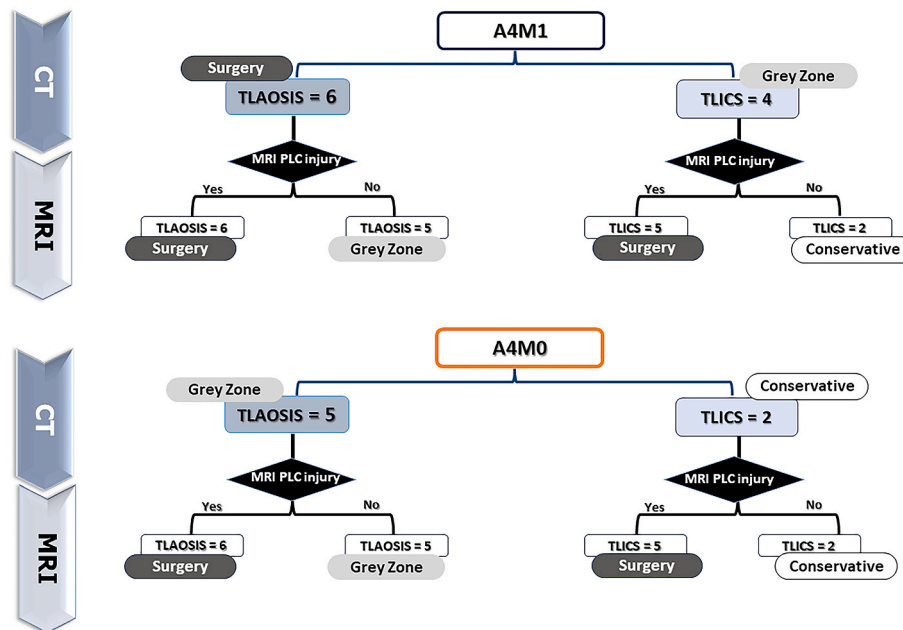 A4M1
CT
Surgery
TLAOSIS = 6
Grey Zone
TLICS = 4
MRI PLC injury
MRI PLC injury
MRI
Yes
No
Yes
No
TLAOSIS = 6
Surgery
TLAOSIS = 5
Grey Zone
TLICS = 5
Surgery
TLICS = 2
Conservative
A4M0
CT
Grey Zone
TLAOSIS = 5
Conservative
TLICS = 2
MRI PLC injury
MRI PLC injury
MRI
Yes
No
Yes
No
TLAOSIS = 6
Surgery
TLAOSIS = 5
Grey Zone
TLICS = 5
Surgery
TLICS = 2
Conservative